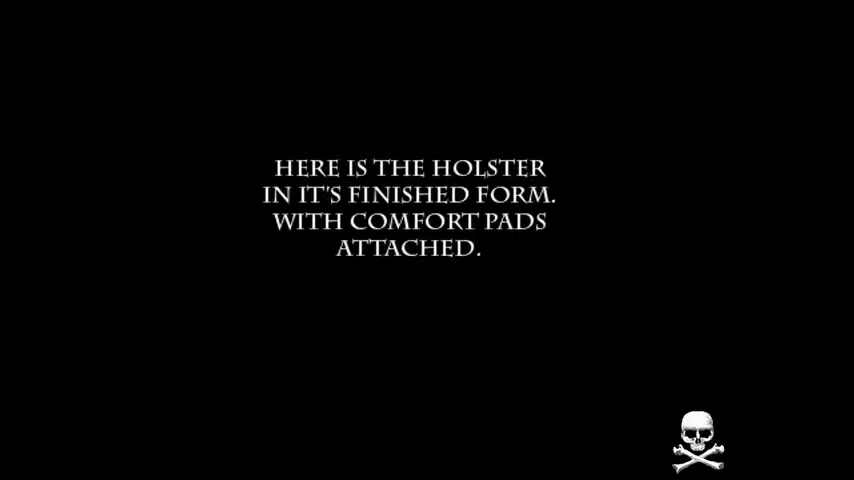 HERE IS THE HOLSTER
IN IT'S FINISHED FORM.
WITH COMFORT PADS
ATTACHED.